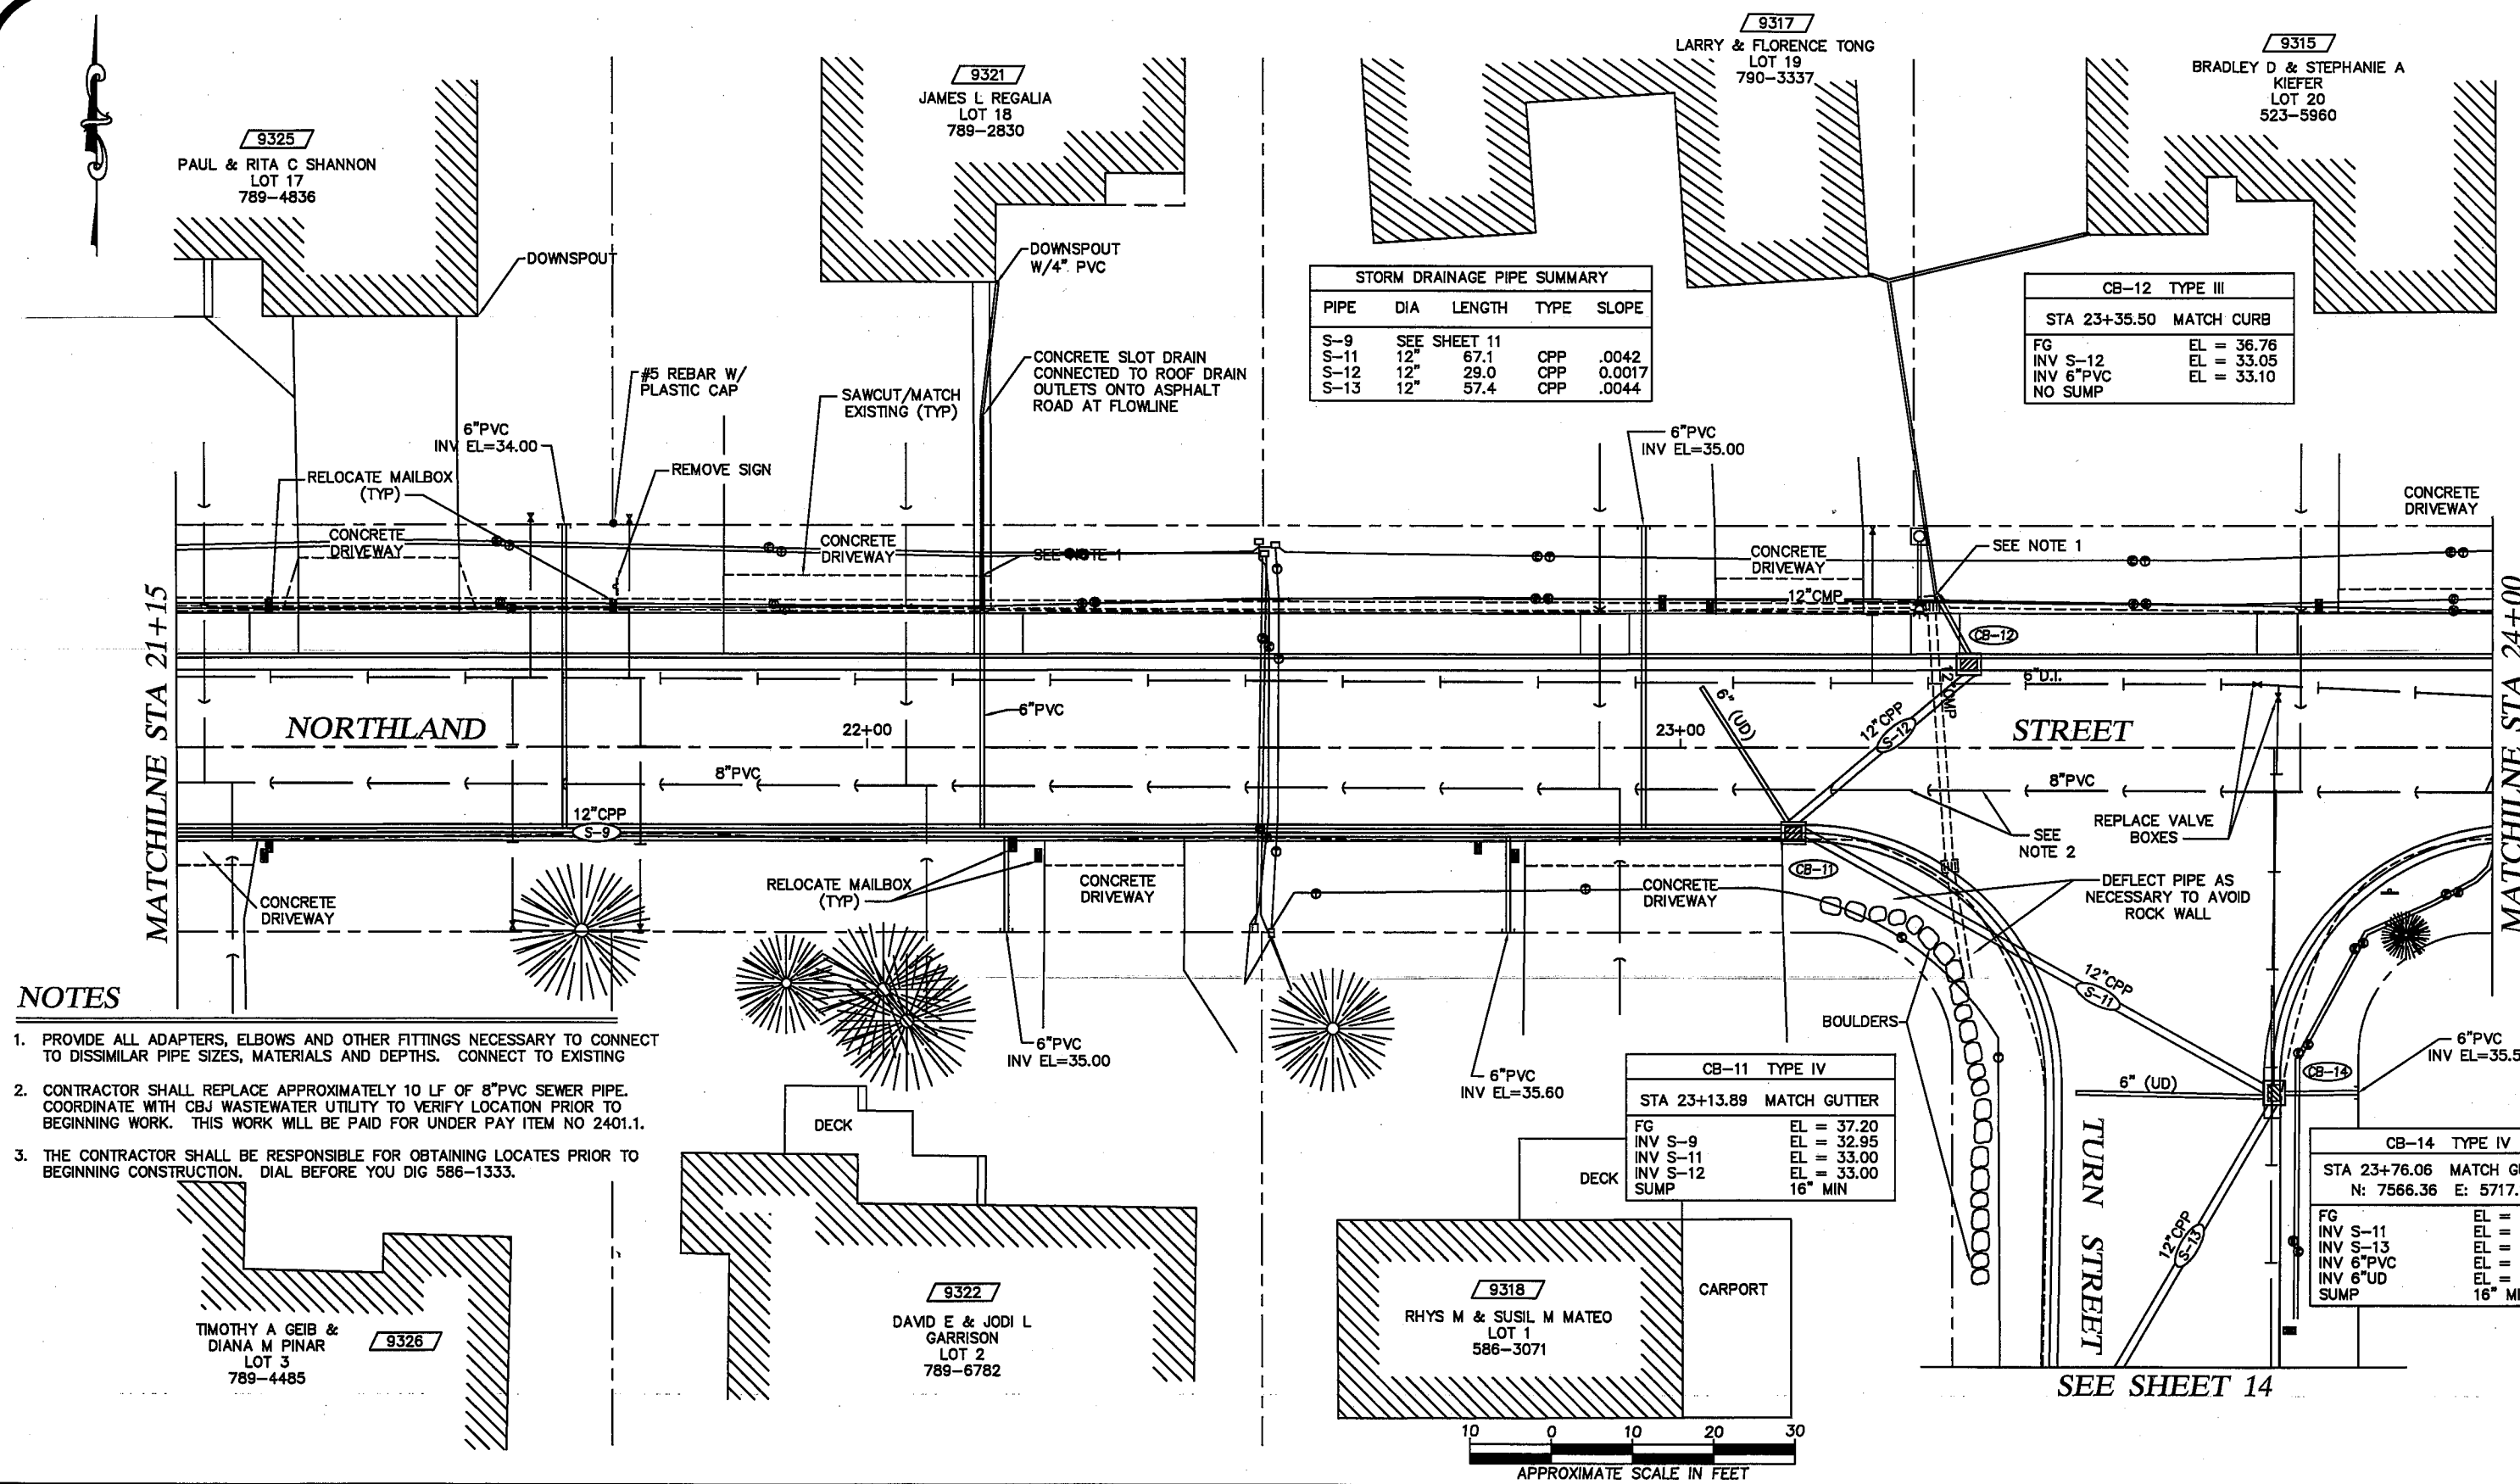 9325
PAUL & RITA C SHANNON
LOT 17
789-4836
9321
JAMES L REGALIA
LOT 18
789-2830
9317
LARRY & FLORENCE TONG
LOT 19
790-3337
9315
BRADLEY D & STEPHANIE A
KIEFER
LOT 20
523-5960
DOWNSPOUT
DOWNSPOUT
W/4" PVC
STORM DRAINAGE PIPE SUMMARY
PIPE DIA LENGTH TYPE SLOPE
S-9 SEE SHEET 11
S-11 12" 67.1 CPP .0042
S-12 12" 29.0 CPP 0.0017
S-13 12" 57.4 CPP .0044
CB-12 TYPE III
STA 23+35.50 MATCH CURB
FG EL = 36.76
INV S-12 EL = 33.05
INV 6"PVC EL = 33.10
NO SUMP
#5 REBAR W/
PLASTIC CAP
SAWCUT/MATCH
EXISTING (TYP)
CONCRETE SLOT DRAIN
CONNECTED TO ROOF DRAIN
OUTLETS ONTO ASPHALT
ROAD AT FLOWLINE
6"PVC
INV EL=34.00
RELOCATE MAILBOX
(TYP)
REMOVE SIGN
6"PVC
INV EL=35.00
CONCRETE
DRIVEWAY
CONCRETE
DRIVEWAY
CONCRETE
DRIVEWAY
SEE NOTE 1
CONCRETE
DRIVEWAY
SEE NOTE 1
12"CMP
CB-12
MATCHILNE STA 21+15
MATCHILNE STA 24+00
6"D.I.
12"CMP
NORTHLAND
STREET
22+00
23+00
6"PVC
6" (UD)
12"CPP
S-12
8"PVC
8"PVC
12"CPP
S-9
SEE
NOTE 2
REPLACE VALVE
BOXES
CB-11
CONCRETE
DRIVEWAY
RELOCATE MAILBOX
(TYP)
CONCRETE
DRIVEWAY
CONCRETE
DRIVEWAY
DEFLECT PIPE AS
NECESSARY TO AVOID
ROCK WALL
12"CPP
S-11
BOULDERS
6"PVC
INV EL=35.00
6"PVC
INV EL=35.60
6"PVC
INV EL=35.5
CB-14
6" (UD)
NOTES
1. PROVIDE ALL ADAPTERS, ELBOWS AND OTHER FITTINGS NECESSARY TO CONNECT
TO DISSIMILAR PIPE SIZES, MATERIALS AND DEPTHS. CONNECT TO EXISTING
2. CONTRACTOR SHALL REPLACE APPROXIMATELY 10 LF OF 8"PVC SEWER PIPE.
COORDINATE WITH CBJ WASTEWATER UTILITY TO VERIFY LOCATION PRIOR TO
BEGINNING WORK. THIS WORK WILL BE PAID FOR UNDER PAY ITEM NO 2401.1.
3. THE CONTRACTOR SHALL BE RESPONSIBLE FOR OBTAINING LOCATES PRIOR TO
BEGINNING CONSTRUCTION. DIAL BEFORE YOU DIG 586-1333.
CB-11 TYPE IV
STA 23+13.89 MATCH GUTTER
FG EL = 37.20
INV S-9 EL = 32.95
INV S-11 EL = 33.00
INV S-12 EL = 33.00
SUMP 16" MIN
CB-14 TYPE IV
STA 23+76.06 MATCH
N: 7566.36 E: 5717.
FG EL =
INV S-11 EL =
INV S-13 EL =
INV 6"PVC EL =
INV 6"UD EL =
SUMP 16"
DECK
DECK
TURN STREET
12"CPP
S-13
TIMOTHY A GEIB &
DIANA M PINAR
LOT 3
789-4485
9326
9322
DAVID E & JODI L
GARRISON
LOT 2
789-6782
9318
RHYS M & SUSIL M MATEO
LOT 1
586-3071
CARPORT
SEE SHEET 14
10 0 10 20 30
APPROXIMATE SCALE IN FEET